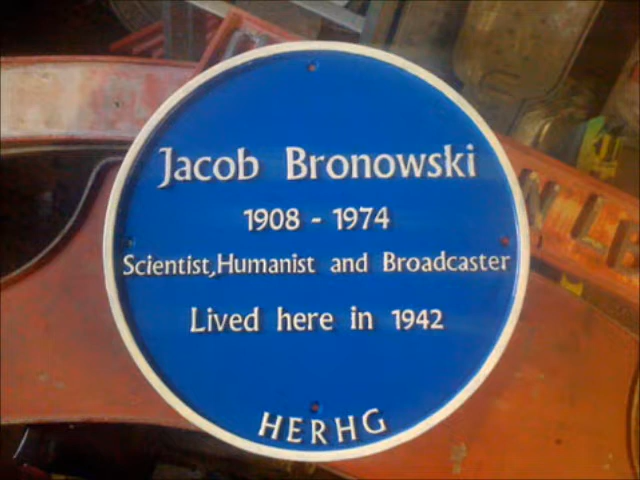 Jacob Bronowski
1908 - 1974
Scientist,Humanist and Broadcaster
Lived here in 1942
HERHG